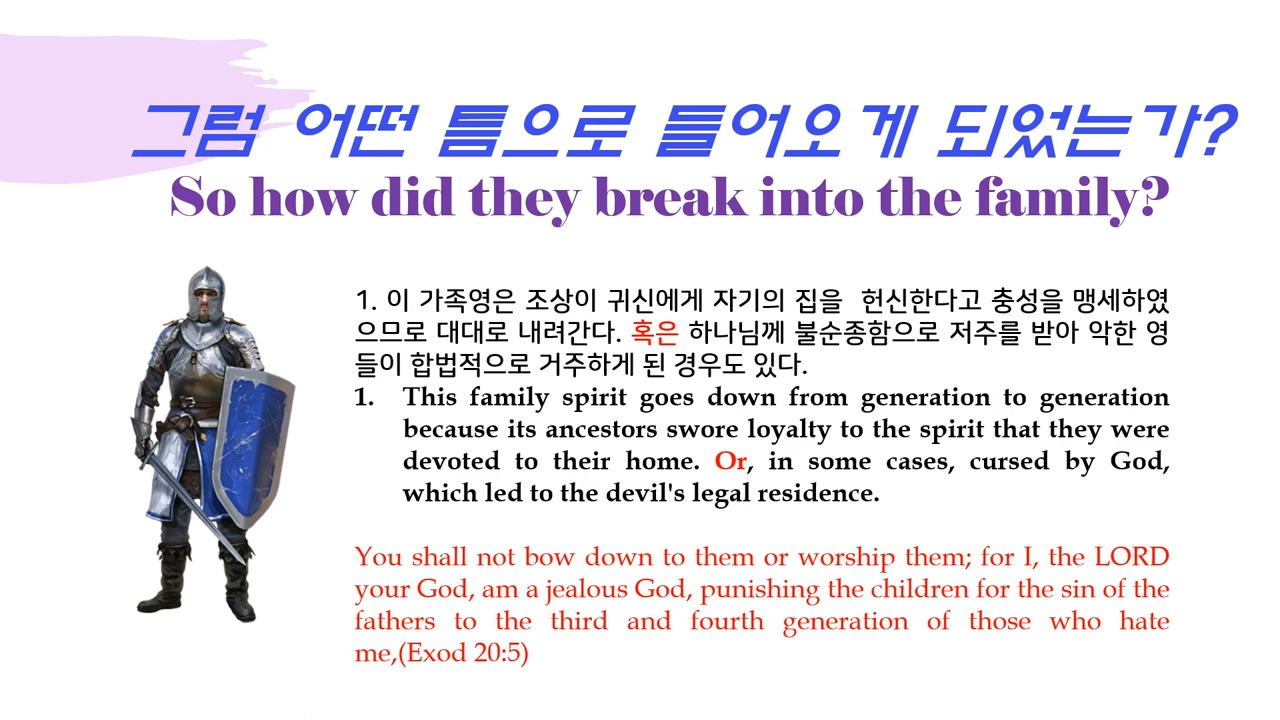 그럼 어떤 틈으로 들어오게 되었는가?
So how did they break into the family?
1. 이 가족영은 조상이 귀신에게 자기의 집을 헌신한다고 충성을 맹세하였
으므로 대대로 내려간다. 혹은 하나님께 불순종함으로 저주를 받아 악한 영
들이 합법적으로 거주하게 된 경우도 있다.
1. This family spirit goes down from generation to generation
because its ancestors swore loyalty to the spirit that they were
devoted to their home. Or, in some cases, cursed by God,
which led to the devil's legal residence.
You shall not bow down to them or worship them; for I, the LORD
your God, am a jealous God, punishing the children for the sin of the
fathers to the third and fourth generation of those who hate
me,(Exod 20:5)